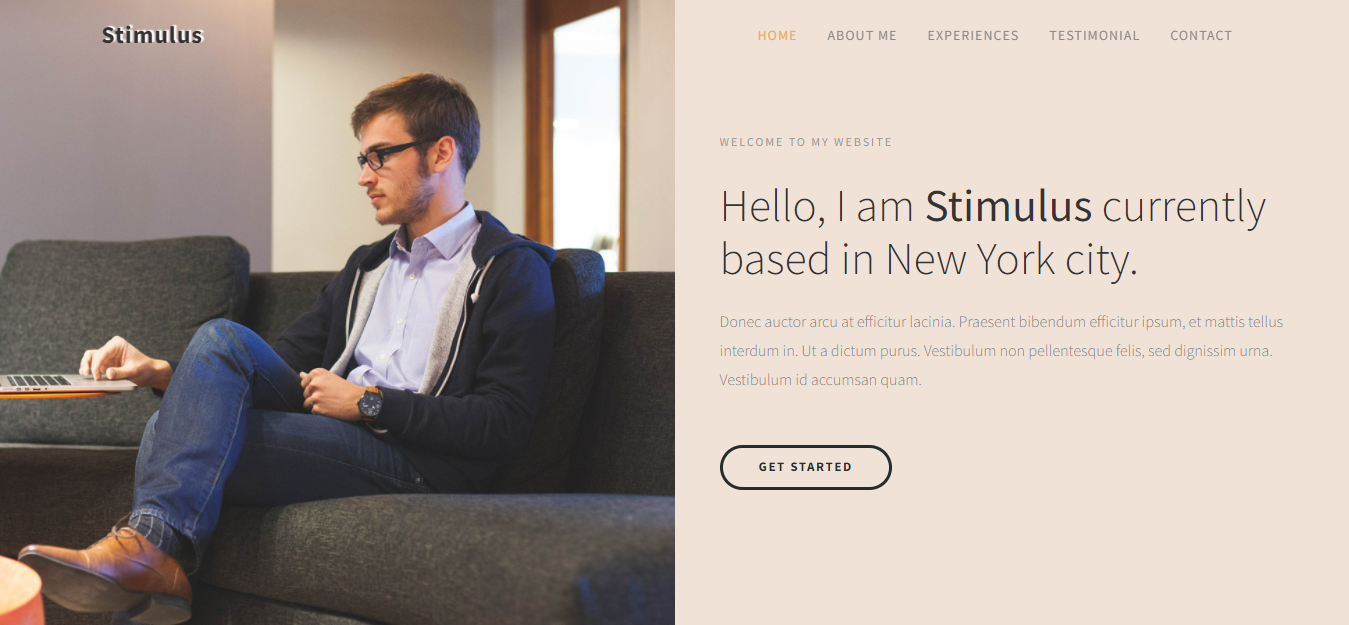 Stimulus
HOME ABOUT ME EXPERIENCES TESTIMONIAL CONTACT
WELCOME TO MY WEBSITE
Hello, I am Stimulus currently
based in New York city.
Donec auctor arcu at efficitur lacinia. Praesent bibendum efficitur ipsum, et mattis tellus
interdum in. Ut a dictum purus. Vestibulum non pellentesque felis, sed dignissim urna.
Vestibulum id accumsan quam.
GET STARTED